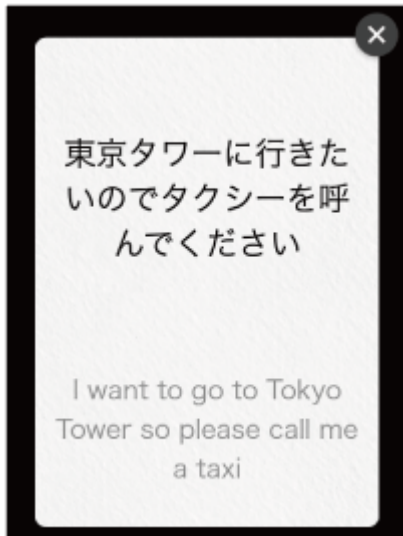 東京タワーに行きた
いのでタクシーを呼
んでください
I want to go to Tokyo
Tower so please call me
a taxi